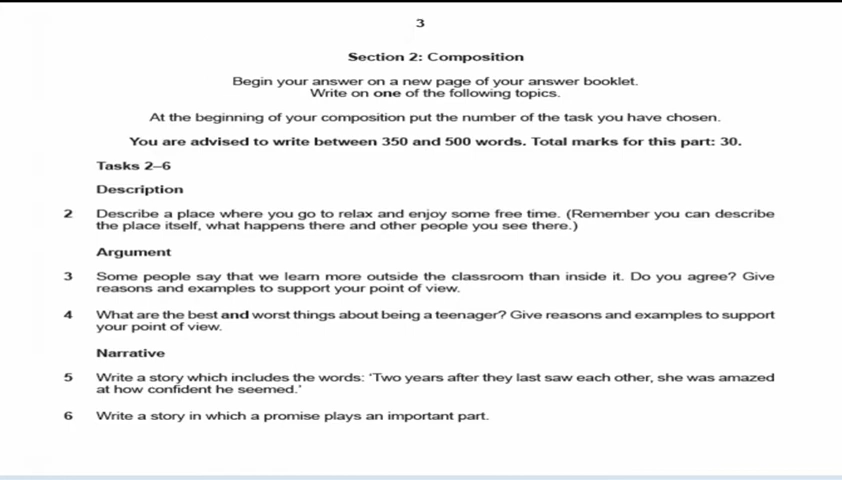 3
Section 2: Composition
Begin your answer on a new page of your answer booklet.
Write on one of the following topics.
At the beginning of your composition put the number of the task you have chosen.
You are advised to write between 350 and 500 words. Total marks for this part: 30.
Tasks 2–6
Description
2 Describe a place where you go to relax and enjoy some free time. (Remember you can describe
the place itself, what happens there and other people you see there.)
Argument
3 Some people say that we learn more outside the classroom than inside it. Do you agree? Give
reasons and examples to support your point of view.
4 What are the best and worst things about being a teenager? Give reasons and examples to support
your point of view.
Narrative
5 Write a story which includes the words: ‘Two years after they last saw each other, she was amazed
at how confident he seemed.’
6 Write a story in which a promise plays an important part.